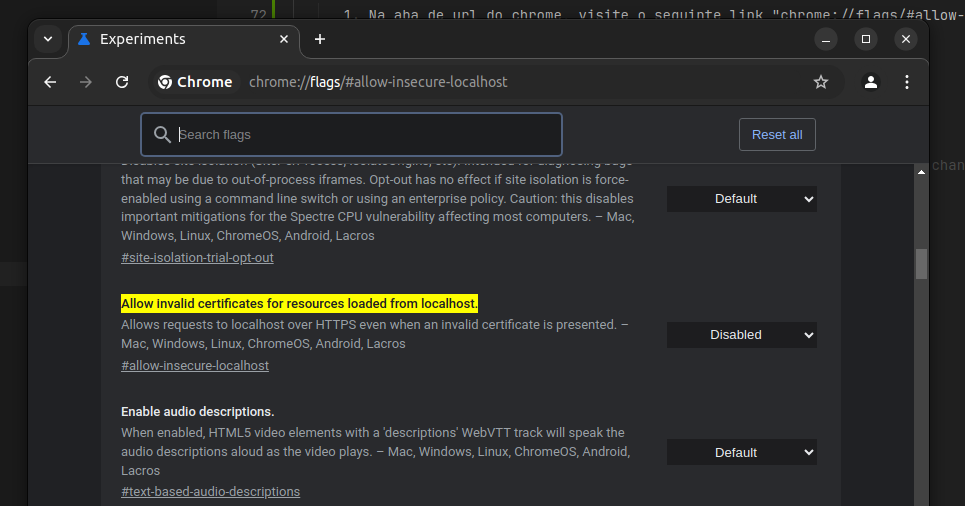 72
1. Na aba de url do chrome, visite o seguinte link "chrome://flags/#allow-
Experiments
Chrome
chrome://flags/#allow-insecure-localhost
Search flags
Reset all
that may be due to out-of-process iframes. Opt-out has no effect if site isolation is force-
enabled using a command line switch or using an enterprise policy. Caution: this disables
important mitigations for the Spectre CPU vulnerability affecting most computers. – Mac,
Windows, Linux, ChromeOS, Android, Lacros
Default
#site-isolation-trial-opt-out
chan
Allow invalid certificates for resources loaded from localhost.
Allows requests to localhost over HTTPS even when an invalid certificate is presented. –
Mac, Windows, Linux, ChromeOS, Android, Lacros
Disabled
#allow-insecure-localhost
Enable audio descriptions.
When enabled, HTML5 video elements with a 'descriptions' WebVTT track will speak the
audio descriptions aloud as the video plays. – Mac, Windows, Linux, ChromeOS, Android,
Lacros
Default
#text-based-audio-descriptions